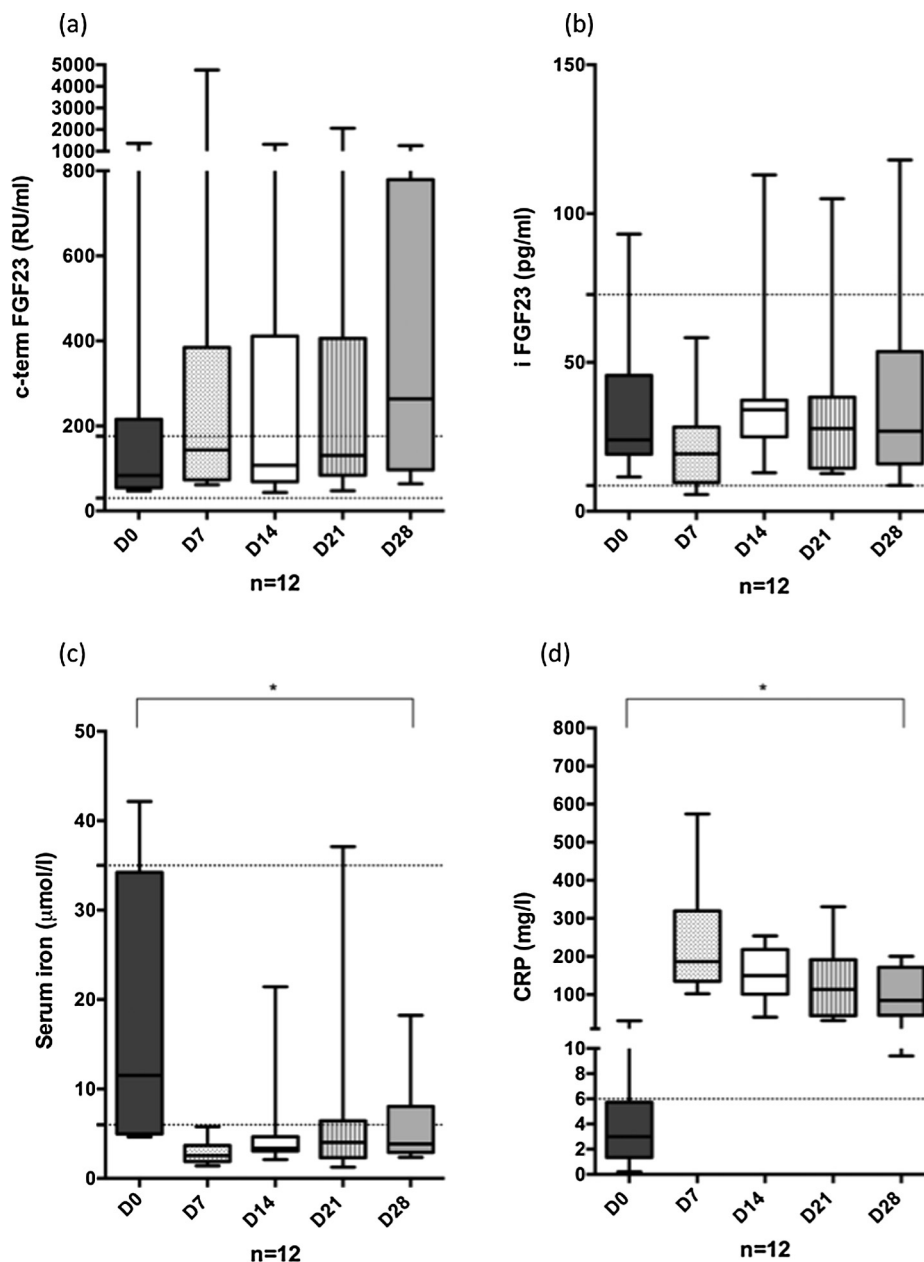 (a)
c-term FGF23 (RU/ml)
5000
4000
3000
2000
1000
800
600
400
200
0
D0 D7 D14 D21 D28
n=12
(b)
i FGF23 (pg/ml)
150
100
50
0
D0 D7 D14 D21 D28
n=12
(c)
*
Serum iron (μmol/l)
50
40
30
20
10
0
D0 D7 D14 D21 D28
n=12
(d)
*
CRP (mg/l)
800
700
600
500
400
300
200
100
10
8
6
4
2
0
D0 D7 D14 D21 D28
n=12